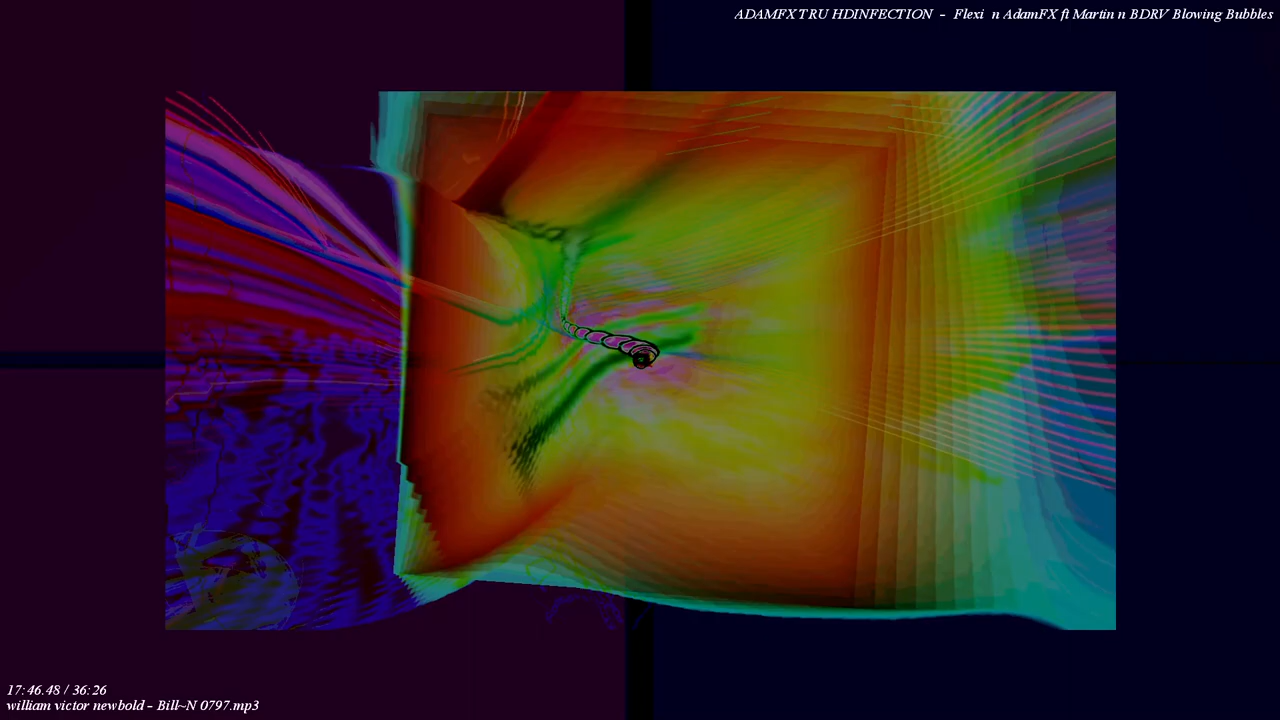 ADAMFX TRU HDINFECTION - Flexi n AdamFX ft Martin n BDRV Blowing Bubbles
17:46.48 / 36:26
william victor newbold - Bill~N 0797.mp3